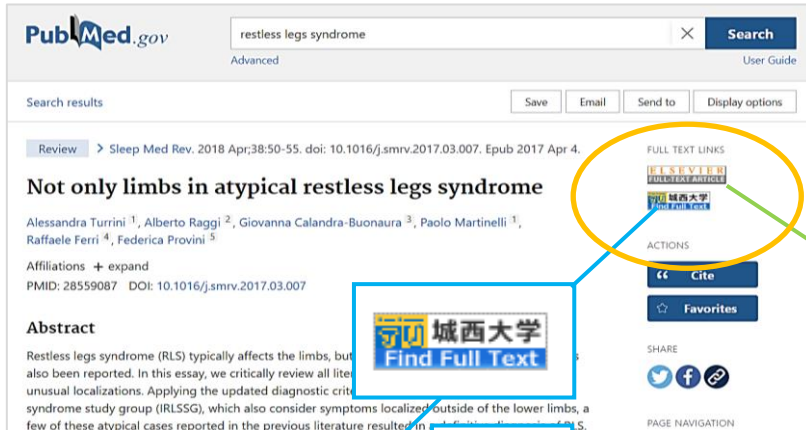 PubMed.gov
restless legs syndrome
Search
Advanced
User Guide
Search results
Save
Email
Send to
Display options
Review
Sleep Med Rev. 2018 Apr;38:50-55. doi: 10.1016/j.smrv.2017.03.007. Epub 2017 Apr 4.
Not only limbs in atypical restless legs syndrome
Alessandra Turrini 1, Alberto Raggi 2, Giovanna Calandra-Buonaura 3, Paolo Martinelli 1,
Raffaele Ferri 4, Federica Provini 5
Affiliations + expand
PMID: 28559087 DOI: 10.1016/j.smrv.2017.03.007
Abstract
Restless legs syndrome (RLS) typically affects the limbs, but
also been reported. In this essay, we critically review all
unusual localizations. Applying the updated diagnostic
syndrome study group (IRLSSG), which also consider symptoms localized outside of the lower limbs, a
few of these atypical cases reported in the previous literature resulted in
RLS.
城西大学
Find Full Text
FULL TEXT LINKS
ELSEVIER
FULL-TEXT ARTICLE
城西大学
Find Full Text
ACTIONS
Cite
Favorites
SHARE
PAGE NAVIGATION